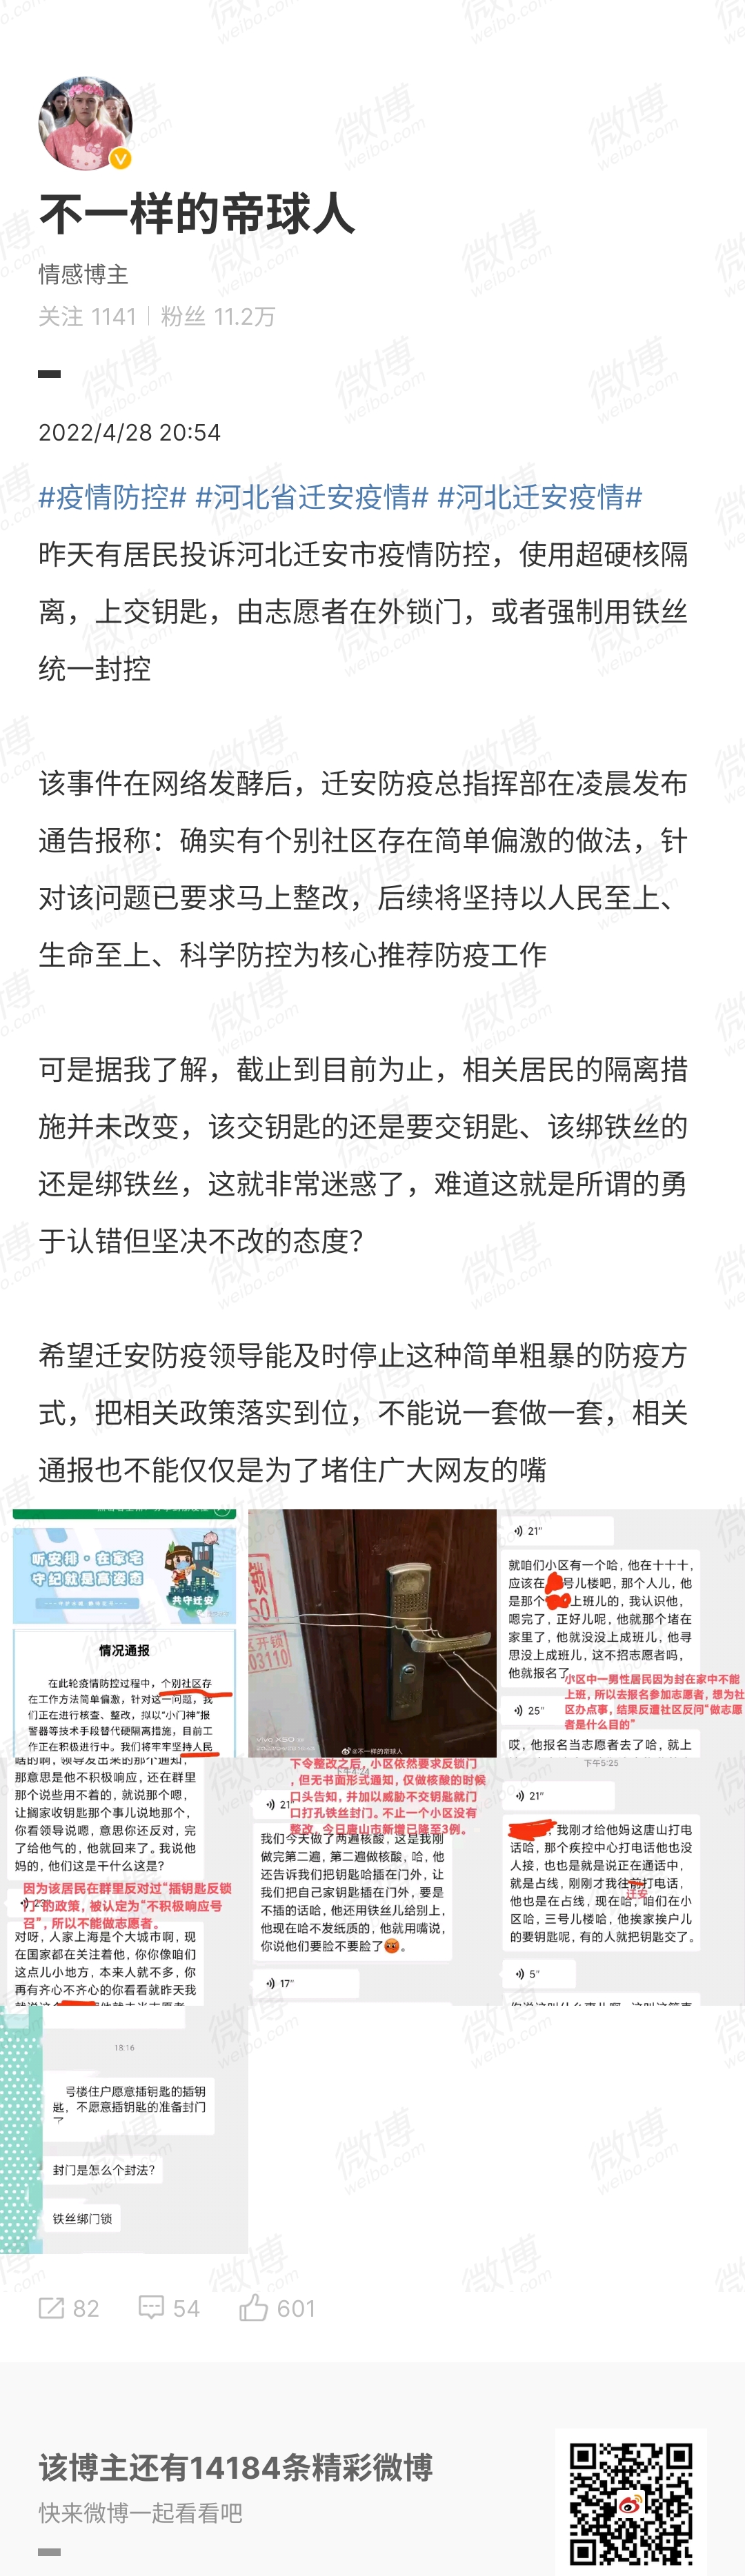 不一样的帝球人
情感博主
关注 1141 | 粉丝 11.2万
2022/4/28 20:54
#疫情防控# #河北省迁安疫情# #河北迁安疫情#
昨天有居民投诉河北迁安市疫情防控，使用超硬核隔
离，上交钥匙，由志愿者在外锁门，或者强制用铁丝
统一封控
该事件在网络发酵后，迁安防疫总指挥部在凌晨发布
通告报称：确实有个别社区存在简单偏激的做法，针
对该问题已要求马上整改，后续将坚持以人民至上、
生命至上、科学防控为核心推荐防疫工作
可是据我了解，截止到目前为止，相关居民的隔离措
施并未改变，该交钥匙的还是要交钥匙、该绑铁丝的
还是绑铁丝，这就非常迷惑了，难道这就是所谓的勇
于认错但坚决不改的态度？
希望迁安防疫领导能及时停止这种简单粗暴的防疫方
式，把相关政策落实到位，不能说一套做一套，相关
通报也不能仅仅是为了堵住广大网友的嘴
听安排·在家宅
守纪就是高姿态
共守迁安
情况通报
在此轮疫情防控过程中，个别社区存
在工作方法简单偏激，针对这一问题，我
们正在进行核查、整改，拟以“小门神”报
警器等技术手段替代硬隔离措施，目前工
作正在积极进行中。我们将牢牢坚持人民
vivo X50
@不一样的帝球人
21"
就咱们小区有一个哈，他在十十十，
应该在 号儿楼吧，那个人儿，他
是那个 上班儿的，我认识他，
嗯完了，正好儿呢，他就那个堵在
家里了，他就没没上成班儿，他寻
思没上成班儿，这不招志愿者吗，
他就报名了
小区中一男性居民因为封在家中不能
上班，所以去报名参加志愿者，想为社
区办点事，结果反遭社区反问“做志愿
者是什么目的”
25"
哎，他报名当志愿者去了哈，就上
啥的啊，领导发出来的那个通知，
那意思是他不积极响应，还在群里
那个说些用不着的，就说那个嗯，
让搁家收钥匙那个事儿说地那个，
你看领导说嗯，意思你还反对，完
了给他气的，他就回来了。我说他
妈的，他们这是干什么这是？
因为该居民在群里反对过“插钥匙反锁
门”的政策，被认定为“不积极响应号
召”，所以不能做志愿者。
23"
对呀，人家上海是个大城市啊，现
在国家都在关注着他，你你像咱们
这点儿小地方，本来人就不多，你
再有齐心不齐心的你看看就昨天我
下令整改之后，小区依然要求反锁门
，但无书面形式通知，仅做核酸的时候
口头告知，并加以威胁不交钥匙就门
口打孔铁丝封门。不止一个小区没有
整改，今日唐山市新增已降至3例。
21"
我们今天做了两遍核酸，这是我刚
做完第二遍，第二遍做核酸，哈，他
还告诉我们把钥匙哈插在门外，让
我们把自己家钥匙插在门外，要是
不插的话哈，他还用铁丝儿给别上，
他现在哈不发纸质的，他就用嘴说，
你说他们要脸不要脸了😡。
17"
下午5:25
21"
，我刚才给他妈这唐山打电
话哈，那个疾控中心打电话他也没
人接，也也是就是说正在通话中，
就是占线，刚刚才我往前打电话，
迁安
他也是在占线，现在哈，咱们在小
区哈，三号儿楼哈，他挨家挨户儿
的要钥匙呢，有的人就把钥匙交了。
5"
18:16
号楼住户愿意插钥匙的插钥
匙，不愿意插钥匙的准备封门
了
封门是怎么个封法？
铁丝绑门锁
82 54 601
该博主还有14184条精彩微博
快来微博一起看看吧
微博
weibo.com